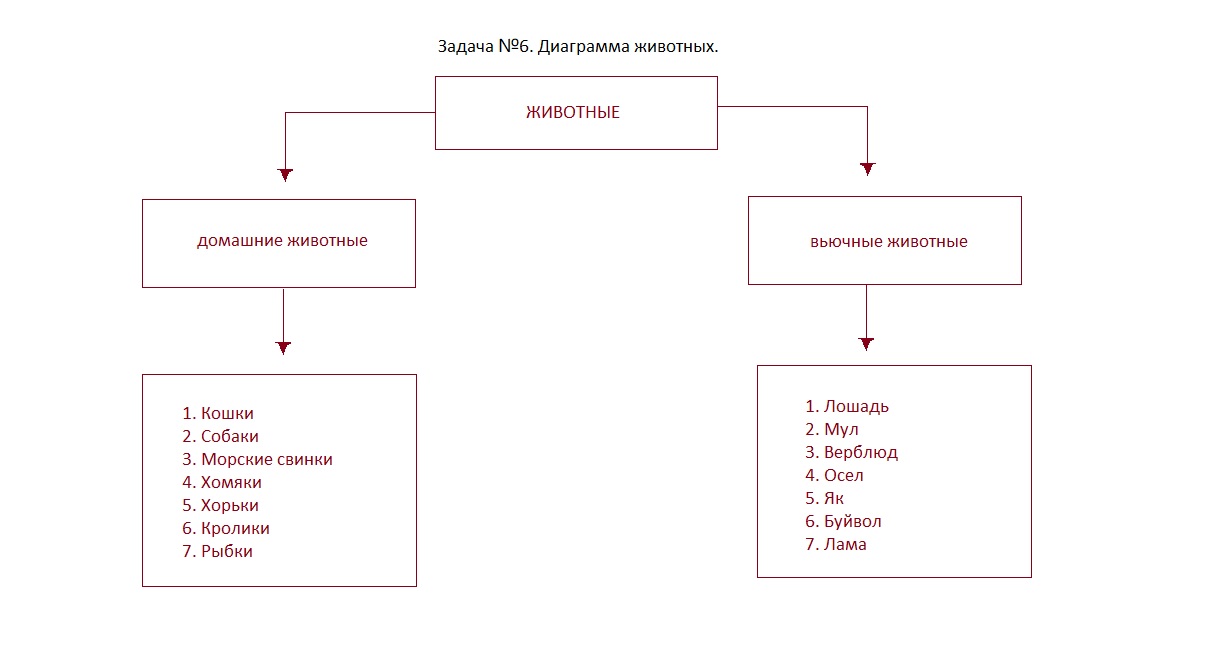 Задача №6. Диаграмма животных.
ЖИВОТНЫЕ
домашние животные
вьючные животные
1. Кошки
2. Собаки
3. Морские свинки
4. Хомяки
5. Хорьки
6. Кролики
7. Рыбки
1. Лошадь
2. Мул
3. Верблюд
4. Осел
5. Як
6. Буйвол
7. Лама